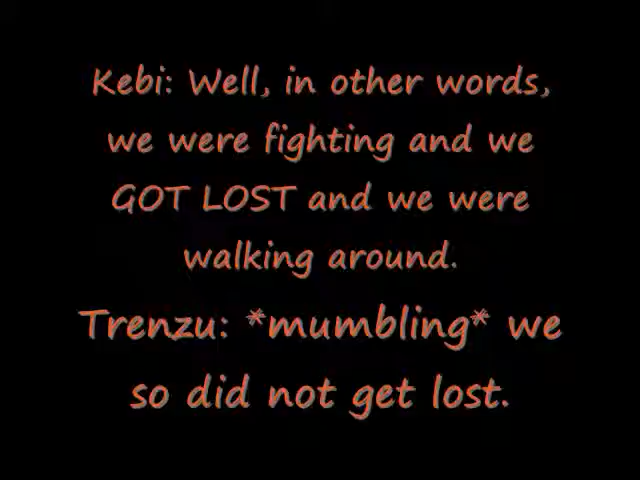 Kebi: Well, in other words,
we were fighting and we
GOT LOST and we were
walking around.
Trenzu: *mumbling* we
so did not get lost.